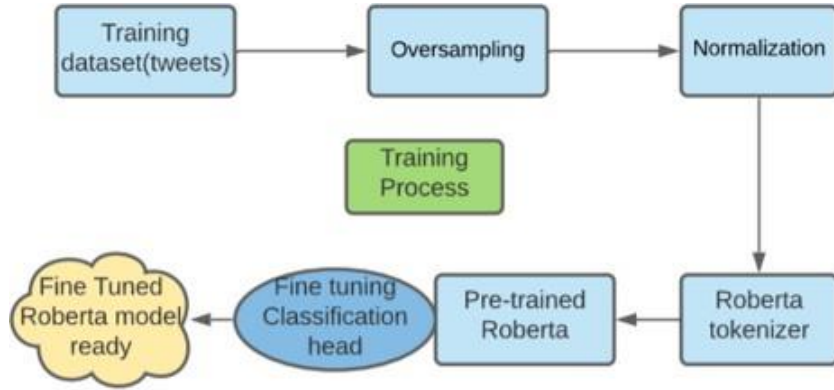 Training
dataset(tweets)
Oversampling
Normalization
Training
Process
Fine Tuned
Roberta model
ready
Fine tuning
Classification
head
Pre-trained
Roberta
Roberta
tokenizer